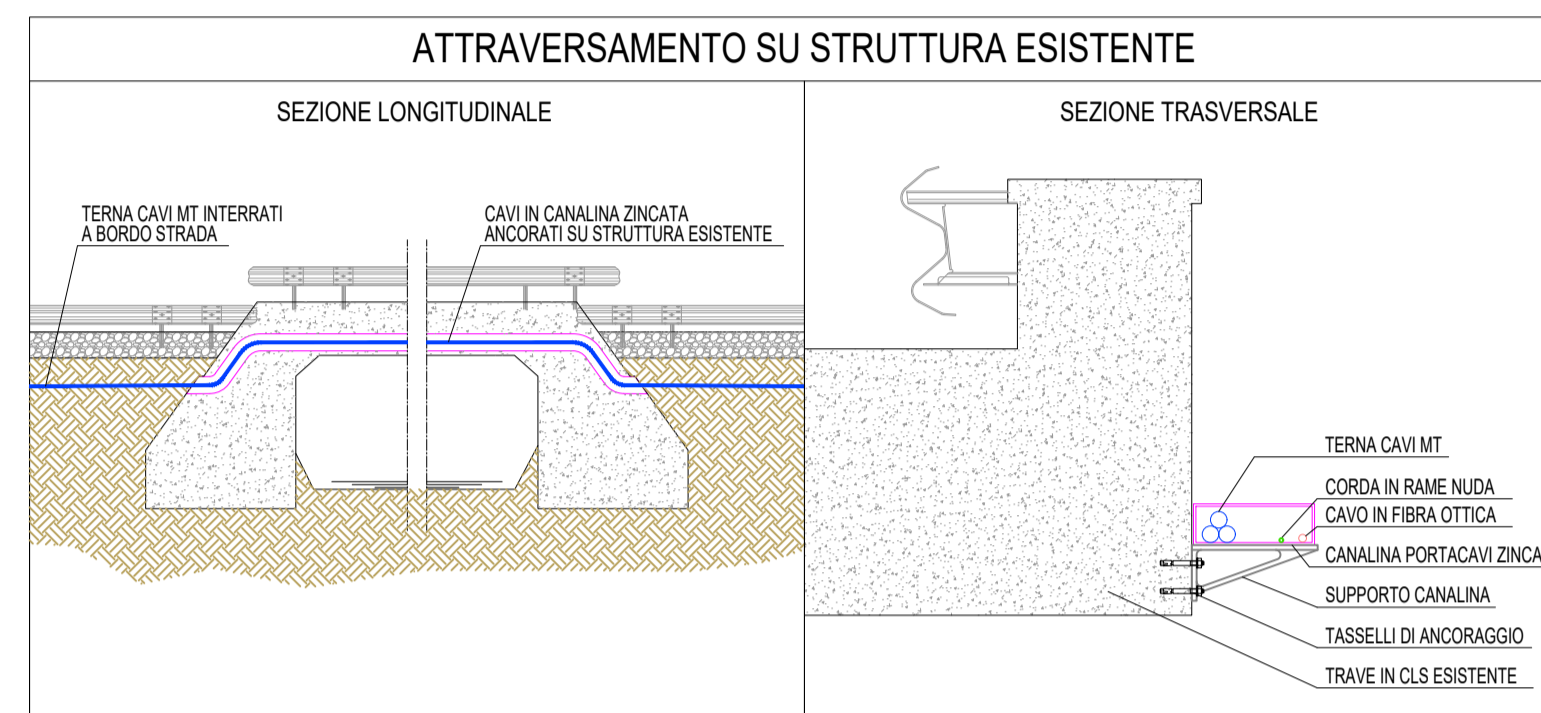 ATTRAVERSAMENTO SU STRUTTURA ESISTENTE
SEZIONE LONGITUDINALE
TERNA CAVI MT INTERRATI
A BORDO STRADA
CAVI IN CANALINA ZINCATA
ANCORATI SU STRUTTURA ESISTENTE
SEZIONE TRASVERSALE
TERNA CAVI MT
CORDA IN RAME NUDA
CAVO IN FIBRA OTTICA
CANALINA PORTACAVI ZINCA
SUPPORTO CANALINA
TASSELLI DI ANCORAGGIO
TRAVE IN CLS ESISTENTE